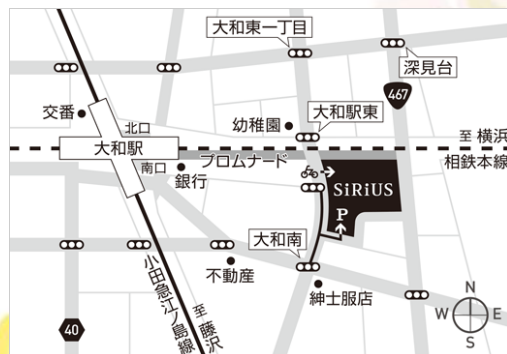 大和東一丁目
深見台
467
交番
北口
幼稚園
大和駅東
至 横浜
大和駅
プロムナード
相鉄本線
南口
銀行
SiRiUS
P
大和南
不動産
紳士服店
小田急江ノ島線
至 藤沢
40
N
W E
S